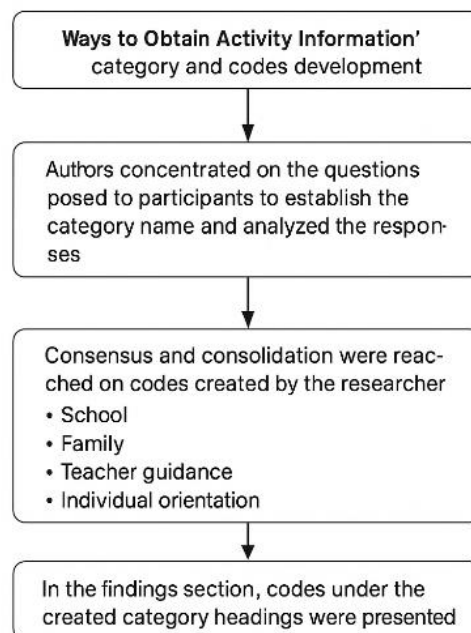 Ways to Obtain Activity Information’
category and codes development
Authors concentrated on the questions
posed to participants to establish the
category name and analyzed the respon-
ses
Consensus and consolidation were reac-
ched on codes created by the researcher
• School
• Family
• Teacher guidance
• Individual orientation
In the findings section, codes under the
created category headings were presented